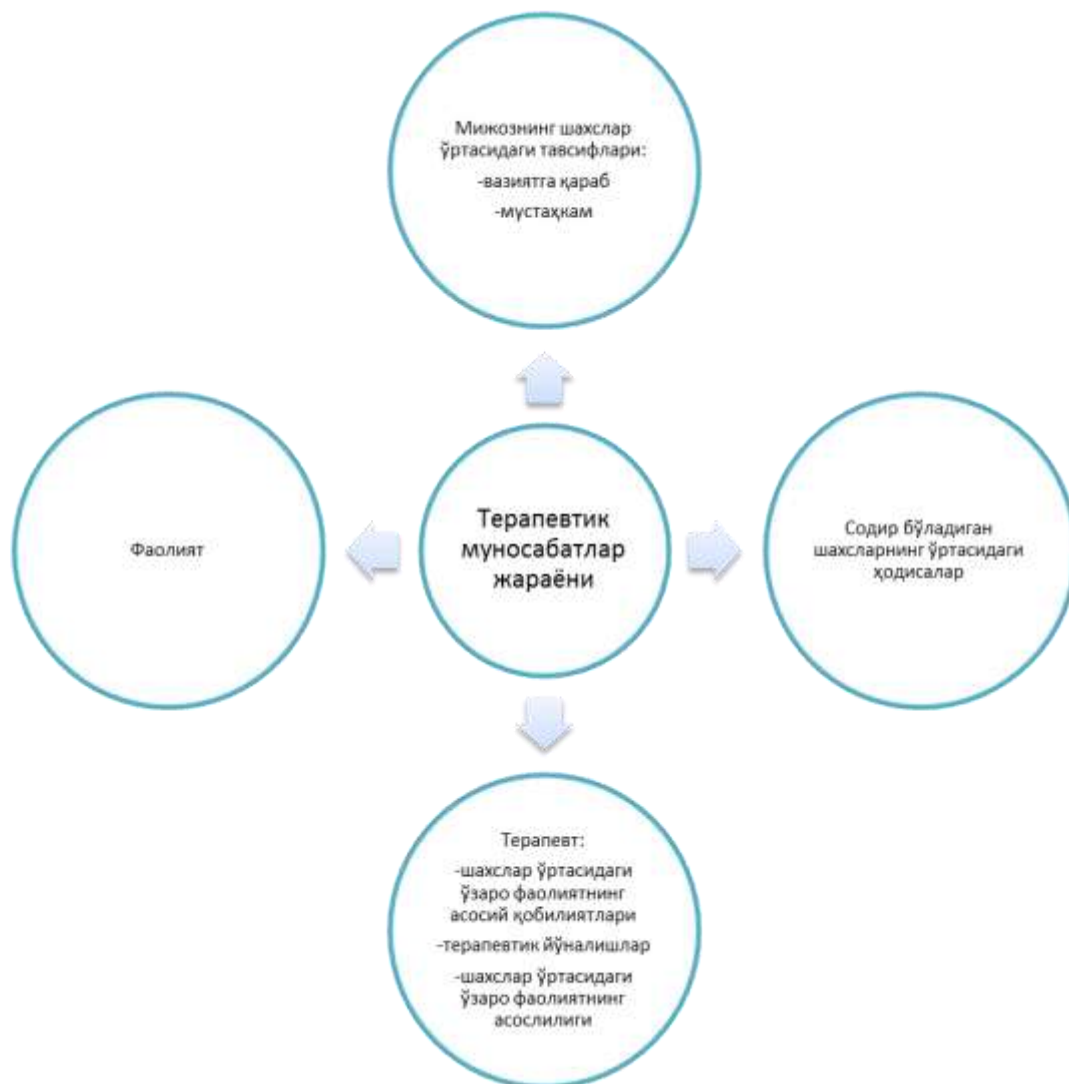 Мижознинг шахслар
ўртасидаги тавсифлари:
-вазиятга қараб
-мустаҳкам
Фаолият
Терапевтик
муносабатлар
жараёни
Содир бўладиган
шахсларнинг ўртасидаги
ҳодисалар
Терапевт:
-шахслар ўртасидаги
ўзаро фаолиятнинг
асосий қобилиятлари
-терапевтик йўналишлар
-шахслар ўртасидаги
ўзаро фаолиятнинг
асослилиги